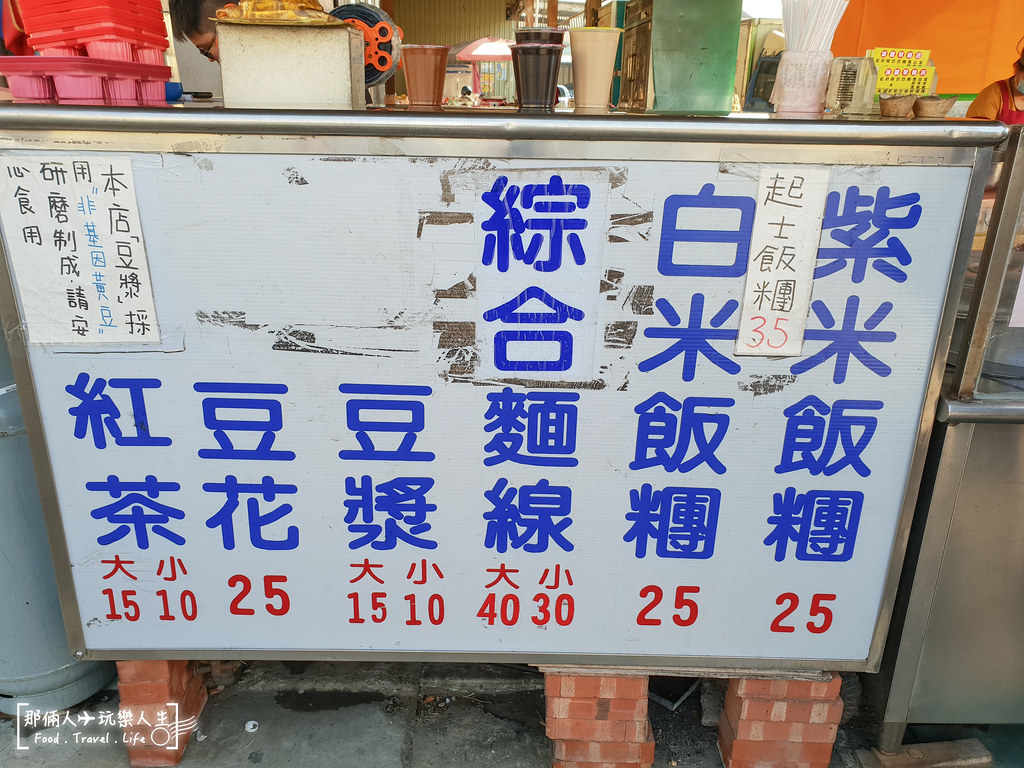 紫米飯糰
25
起士飯糰
35
白米飯糰
25
綜合麵線
大 小
40 30
豆漿
大 小
15 10
豆花
25
紅茶
大 小
15 10
本店「豆漿」採
用"非基因黃豆"
研磨制成.請安
心食用
那倆人✈玩樂人生
Food . Travel . Life